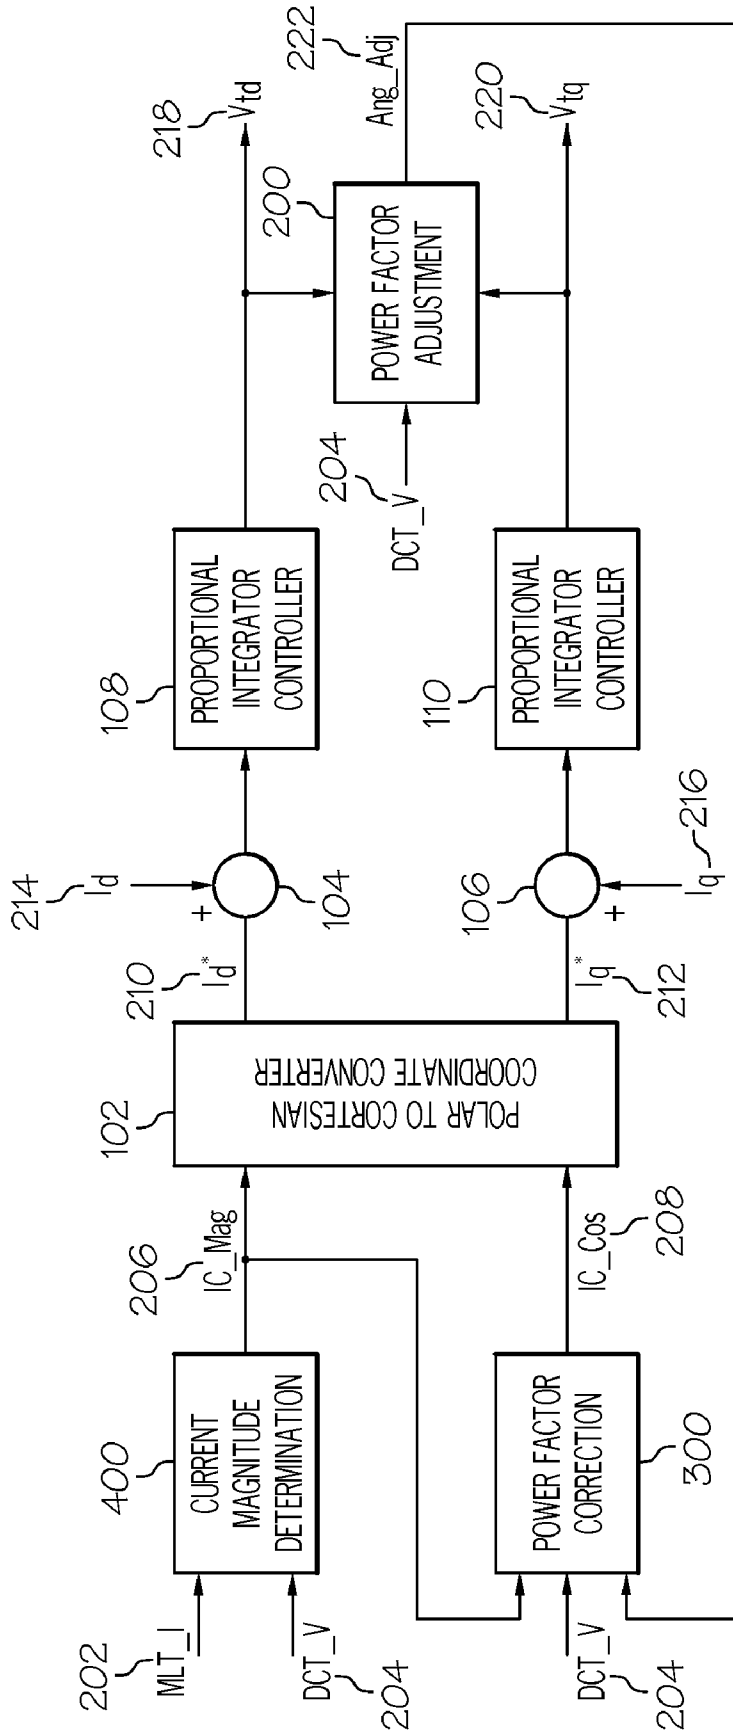 202
MLT_I
DCT_V
204
400
CURRENT
MAGNITUDE
DETERMINATION
206
IC_Mag
DCT_V
204
POWER FACTOR
CORRECTION
300
IC_Cos
208
102
POLAR TO CORTESIAN
COORDINATE CONVERTER
210
Id*
Iq*
212
214
Id
+
104
106
+
Iq
216
108
PROPORTIONAL
INTEGRATOR
CONTROLLER
110
PROPORTIONAL
INTEGRATOR
CONTROLLER
204
DCT_V
200
POWER FACTOR
ADJUSTMENT
218
Vtd
222
Ang_Adj
220
Vtq